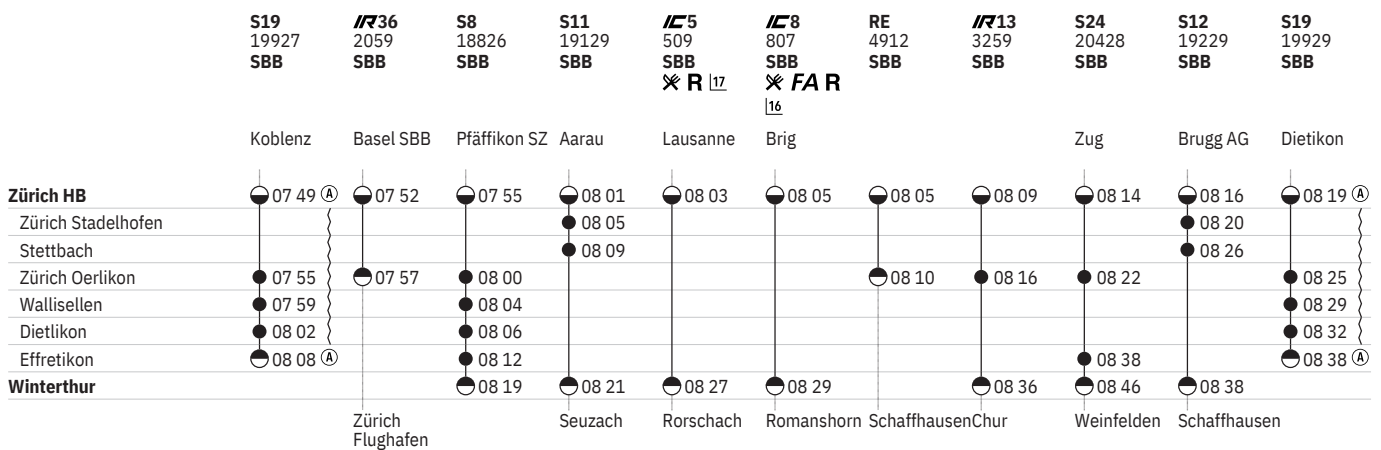 S19 IR36 S8 S11 IC5 IC8 RE IR13 S24 S12 S19
19927 2059 18826 19129 509 807 4912 3259 20428 19229 19929
SBB SBB SBB SBB SBB SBB SBB SBB SBB SBB SBB
R 17 FA R
16
Koblenz Basel SBB Pfäffikon SZ Aarau Lausanne Brig Zug Brugg AG Dietikon
Zürich HB 07 49 A 07 52 07 55 08 01 08 03 08 05 08 05 08 09 08 14 08 16 08 19 A
Zürich Stadelhofen 08 05 08 20
Stettbach 08 09 08 26
Zürich Oerlikon 07 55 07 57 08 00 08 10 08 16 08 22 08 25
Wallisellen 07 59 08 04 08 29
Dietlikon 08 02 08 06 08 32
Effretikon 08 08 A 08 12 08 38 08 38 A
Winterthur 08 19 08 21 08 27 08 29 08 36 08 46 08 38
Zürich Seuzach Rorschach Romanshorn Schaffhausen Chur Weinfelden Schaffhausen
Flughafen